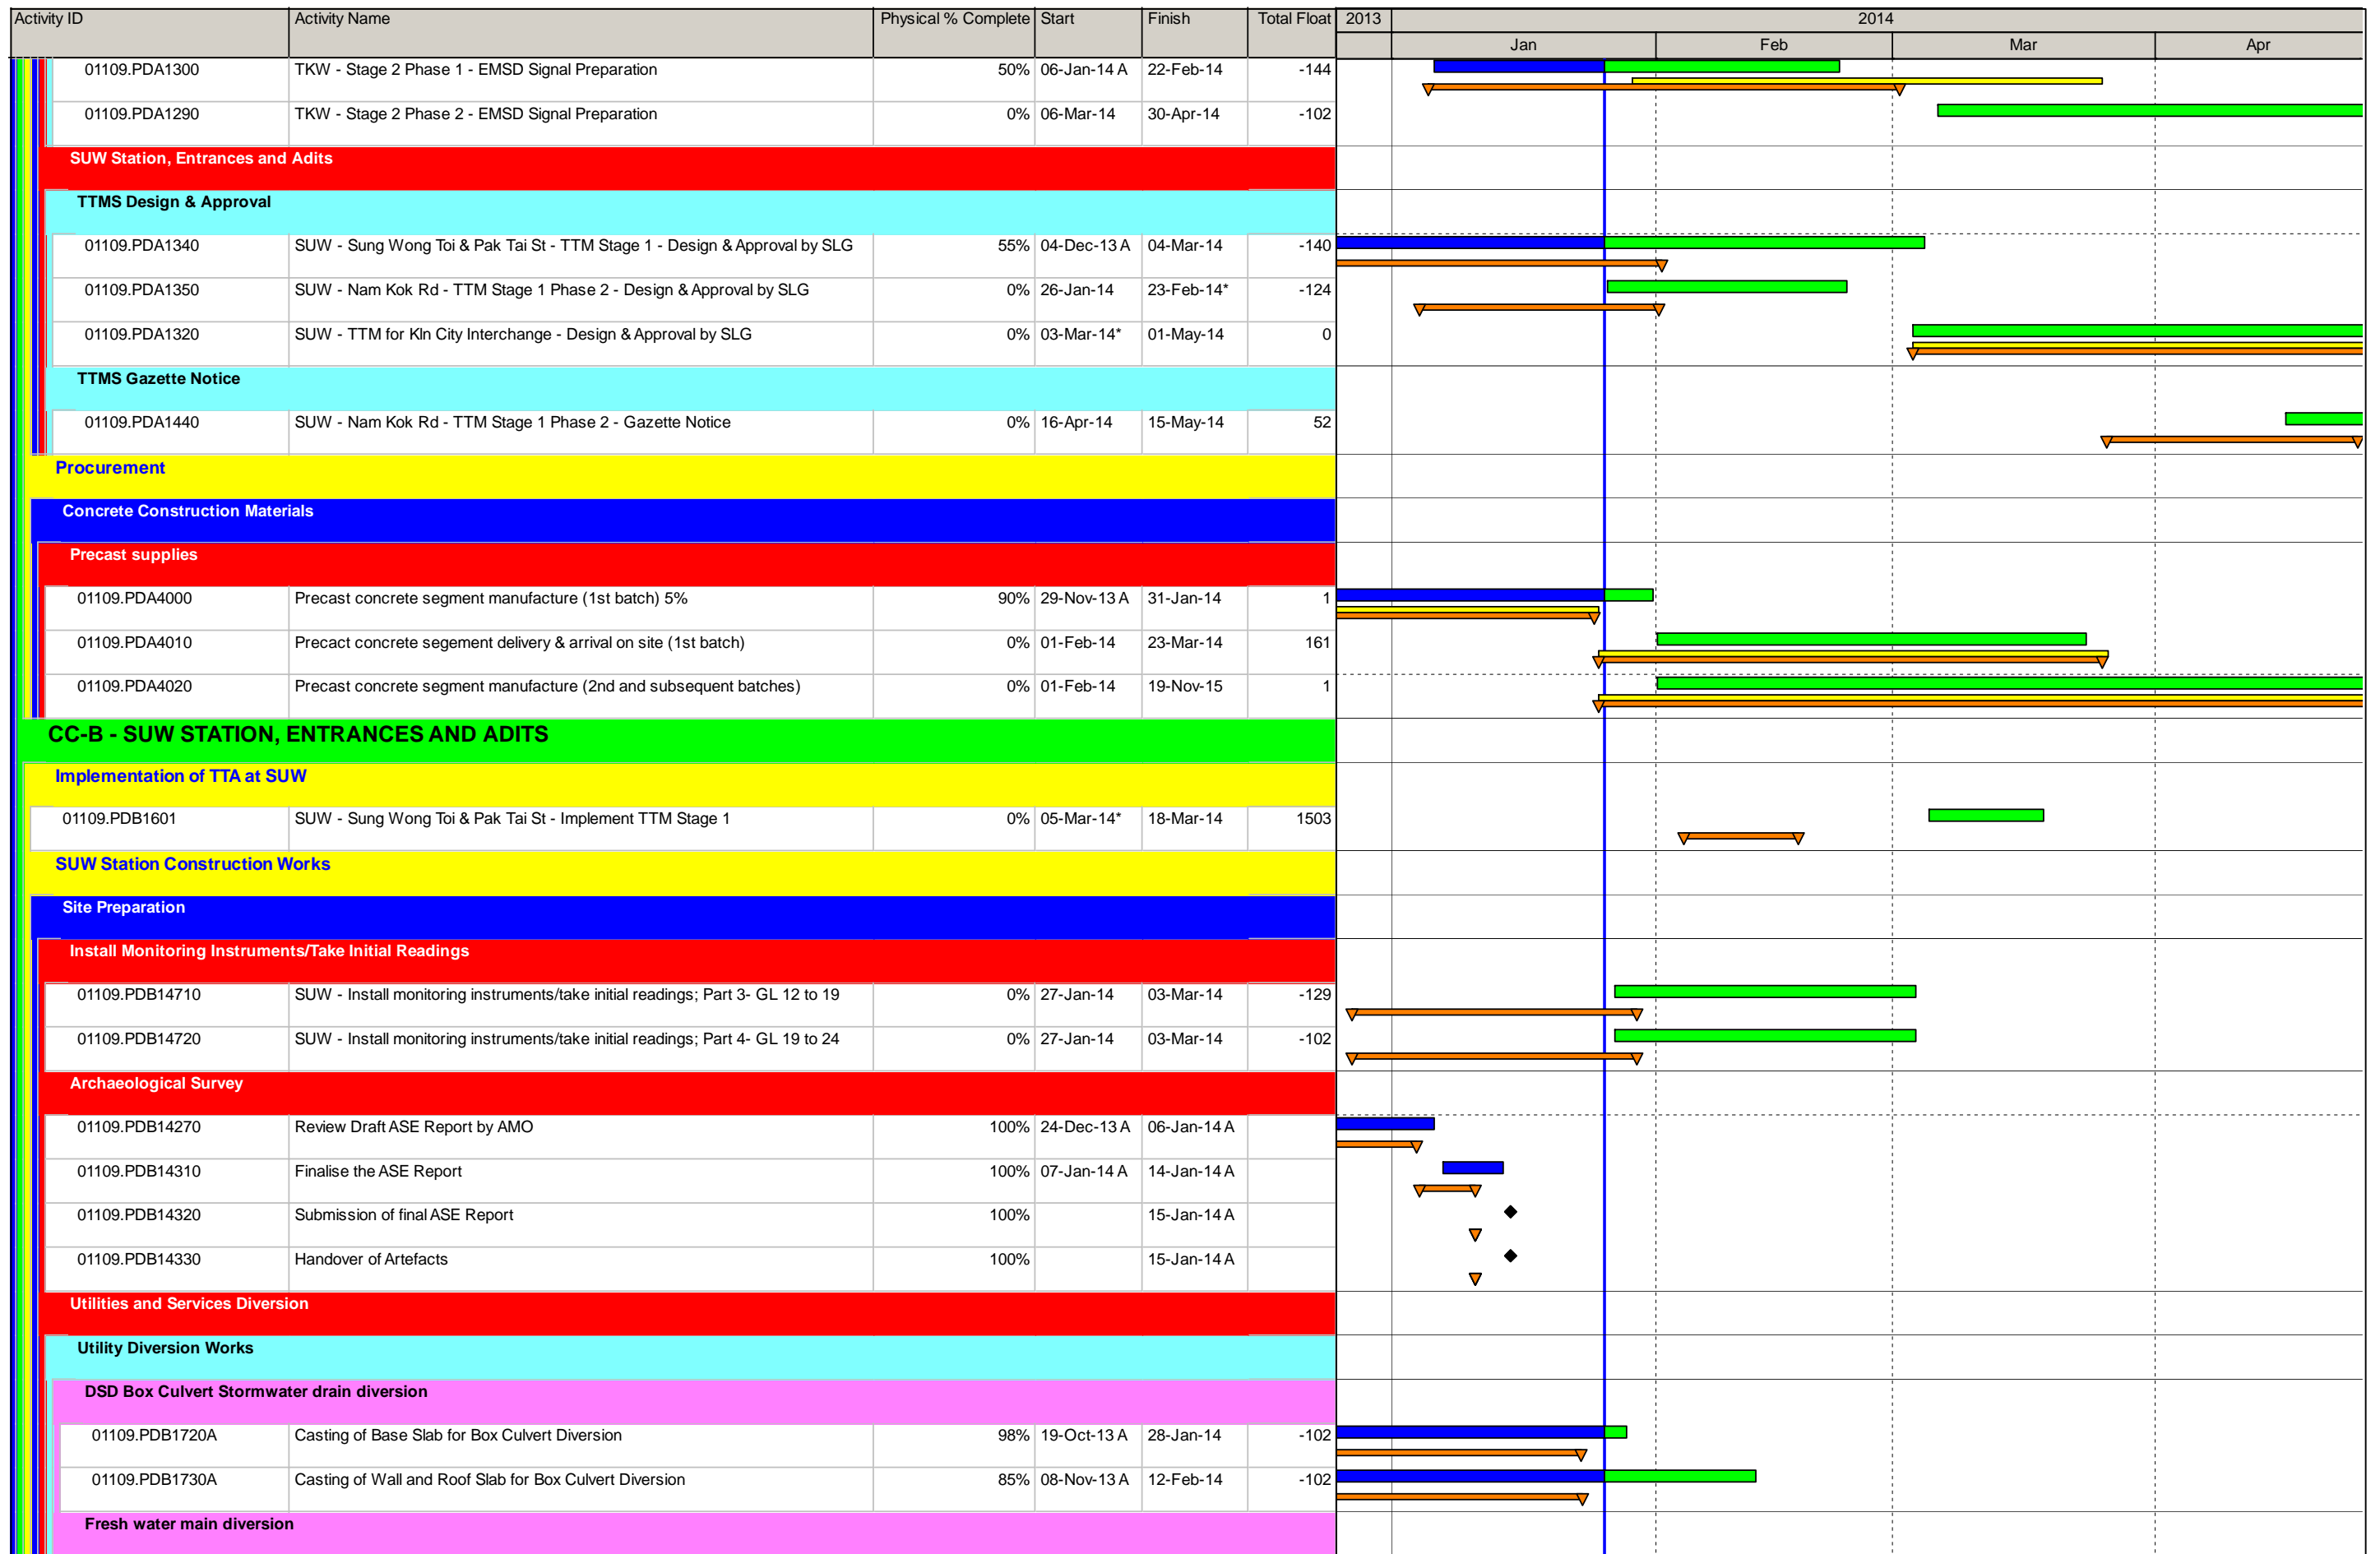 Activity ID Activity Name Physical % Complete Start Finish Total Float 2013 2014
Jan Feb Mar Apr
01109.PDA1300 TKW - Stage 2 Phase 1 - EMSD Signal Preparation 50% 06-Jan-14 A 22-Feb-14 -144
01109.PDA1290 TKW - Stage 2 Phase 2 - EMSD Signal Preparation 0% 06-Mar-14 30-Apr-14 -102
SUW Station, Entrances and Adits
TTMS Design & Approval
01109.PDA1340 SUW - Sung Wong Toi & Pak Tai St - TTM Stage 1 - Design & Approval by SLG 55% 04-Dec-13 A 04-Mar-14 -140
01109.PDA1350 SUW - Nam Kok Rd - TTM Stage 1 Phase 2 - Design & Approval by SLG 0% 26-Jan-14 23-Feb-14* -124
01109.PDA1320 SUW - TTM for Kln City Interchange - Design & Approval by SLG 0% 03-Mar-14* 01-May-14 0
TTMS Gazette Notice
01109.PDA1440 SUW - Nam Kok Rd - TTM Stage 1 Phase 2 - Gazette Notice 0% 16-Apr-14 15-May-14 52
Procurement
Concrete Construction Materials
Precast supplies
01109.PDA4000 Precast concrete segment manufacture (1st batch) 5% 90% 29-Nov-13 A 31-Jan-14 1
01109.PDA4010 Precact concrete segement delivery & arrival on site (1st batch) 0% 01-Feb-14 23-Mar-14 161
01109.PDA4020 Precast concrete segment manufacture (2nd and subsequent batches) 0% 01-Feb-14 19-Nov-15 1
CC-B - SUW STATION, ENTRANCES AND ADITS
Implementation of TTA at SUW
01109.PDB1601 SUW - Sung Wong Toi & Pak Tai St - Implement TTM Stage 1 0% 05-Mar-14* 18-Mar-14 1503
SUW Station Construction Works
Site Preparation
Install Monitoring Instruments/Take Initial Readings
01109.PDB14710 SUW - Install monitoring instruments/take initial readings; Part 3- GL 12 to 19 0% 27-Jan-14 03-Mar-14 -129
01109.PDB14720 SUW - Install monitoring instruments/take initial readings; Part 4- GL 19 to 24 0% 27-Jan-14 03-Mar-14 -102
Archaeological Survey
01109.PDB14270 Review Draft ASE Report by AMO 100% 24-Dec-13 A 06-Jan-14 A
01109.PDB14310 Finalise the ASE Report 100% 07-Jan-14 A 14-Jan-14 A
01109.PDB14320 Submission of final ASE Report 100% 15-Jan-14 A
01109.PDB14330 Handover of Artefacts 100% 15-Jan-14 A
Utilities and Services Diversion
Utility Diversion Works
DSD Box Culvert Stormwater drain diversion
01109.PDB1720A Casting of Base Slab for Box Culvert Diversion 98% 19-Oct-13 A 28-Jan-14 -102
01109.PDB1730A Casting of Wall and Roof Slab for Box Culvert Diversion 85% 08-Nov-13 A 12-Feb-14 -102
Fresh water main diversion